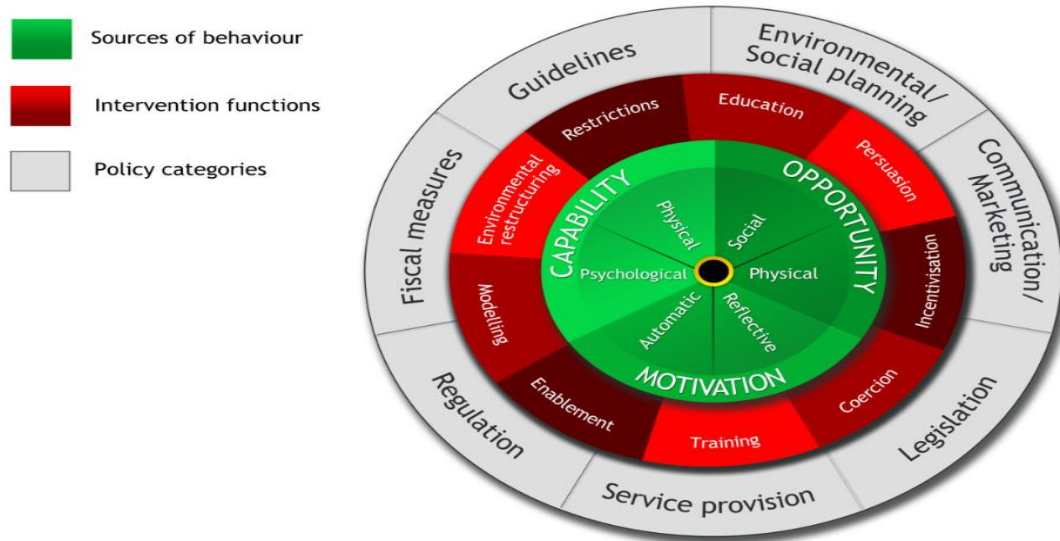 Sources of behaviour
Intervention functions
Policy categories
Guidelines
Environmental/
Social planning
Communication/
Marketing
Legislation
Service provision
Regulation
Fiscal measures
Restrictions
Education
Persuasion
Incentivisation
Coercion
Training
Enablement
Modelling
Environmental
restructuring
CAPABILITY
OPPORTUNITY
MOTIVATION
Physical
Social
Physical
Reflective
Automatic
Psychological